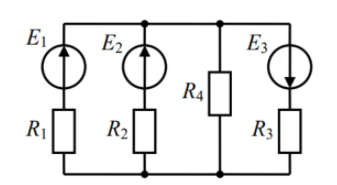 E₁ E₂ E₃
R₄
R₁ R₂ R₃